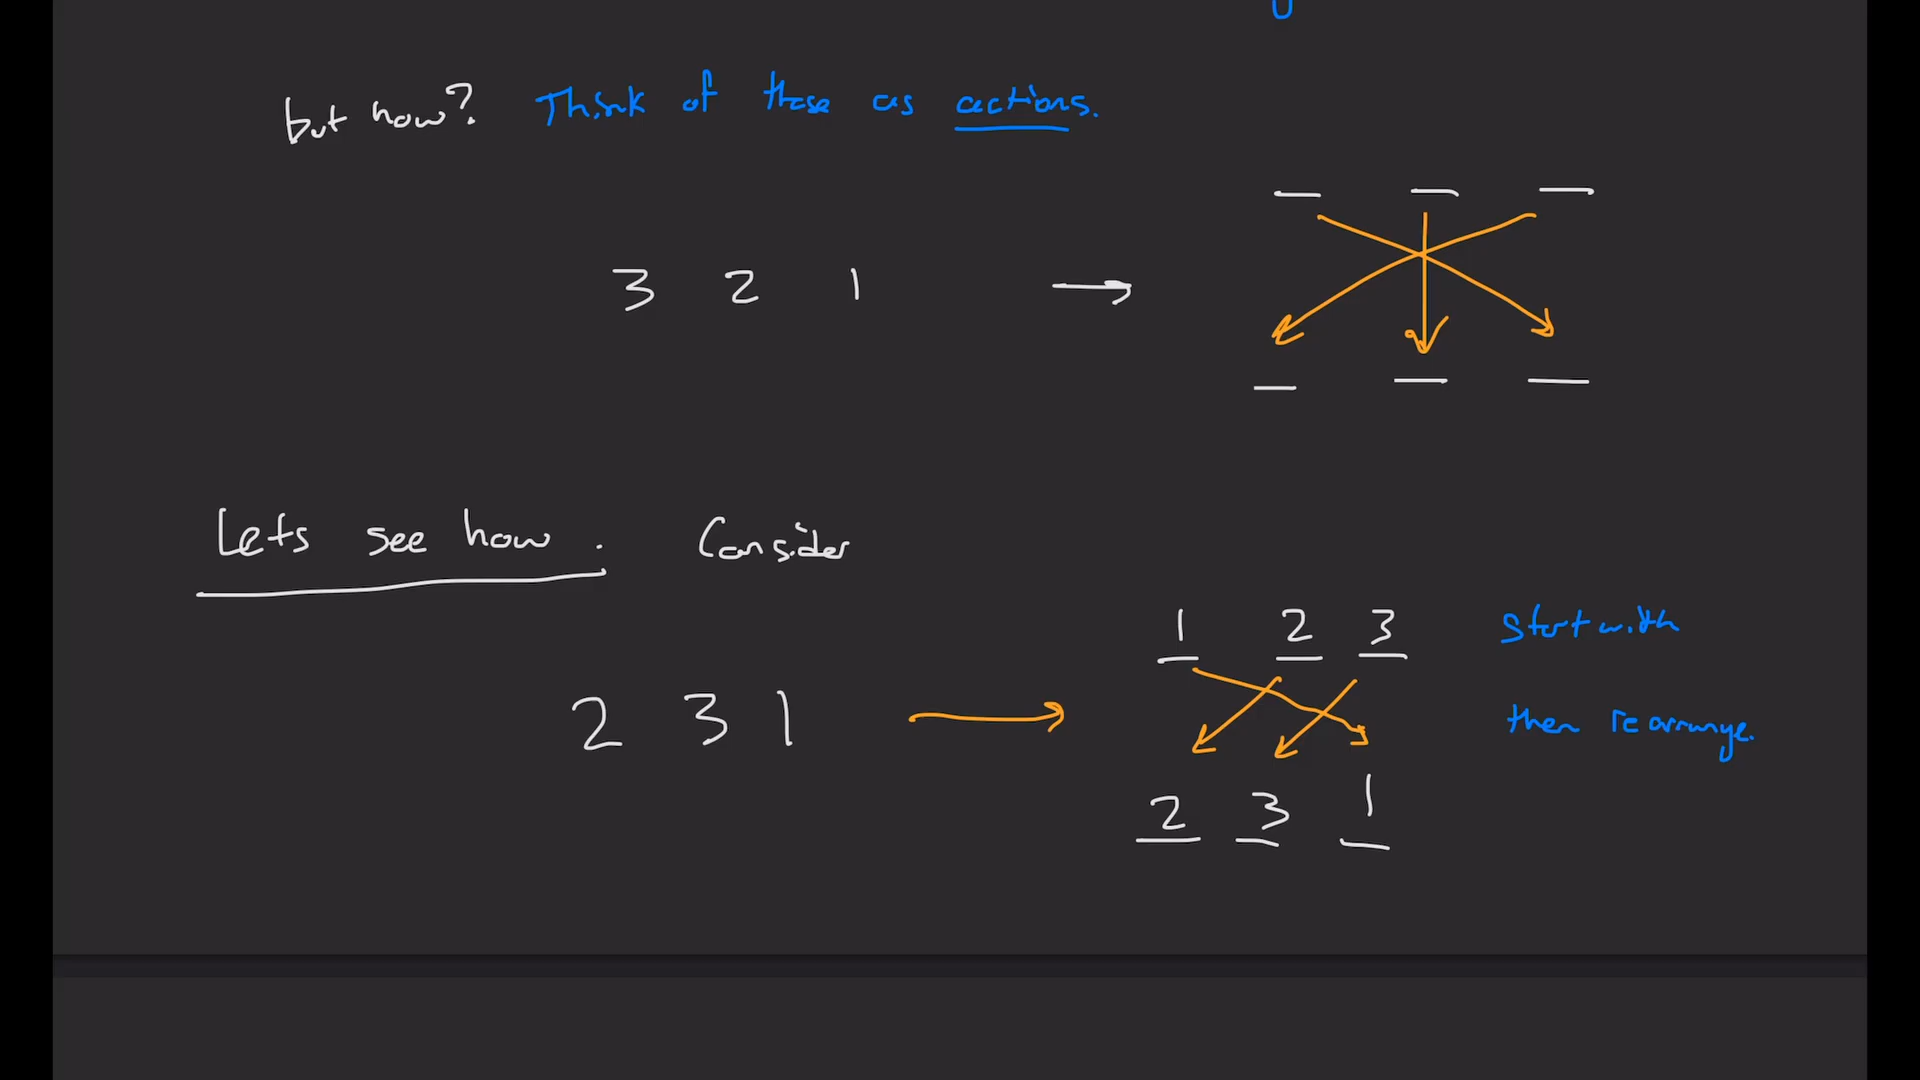 but how? Think of these as actions.
3 2 1
Lets see how. Consider
1 2 3 start with
2 3 1 then rearrange.
2 3 1